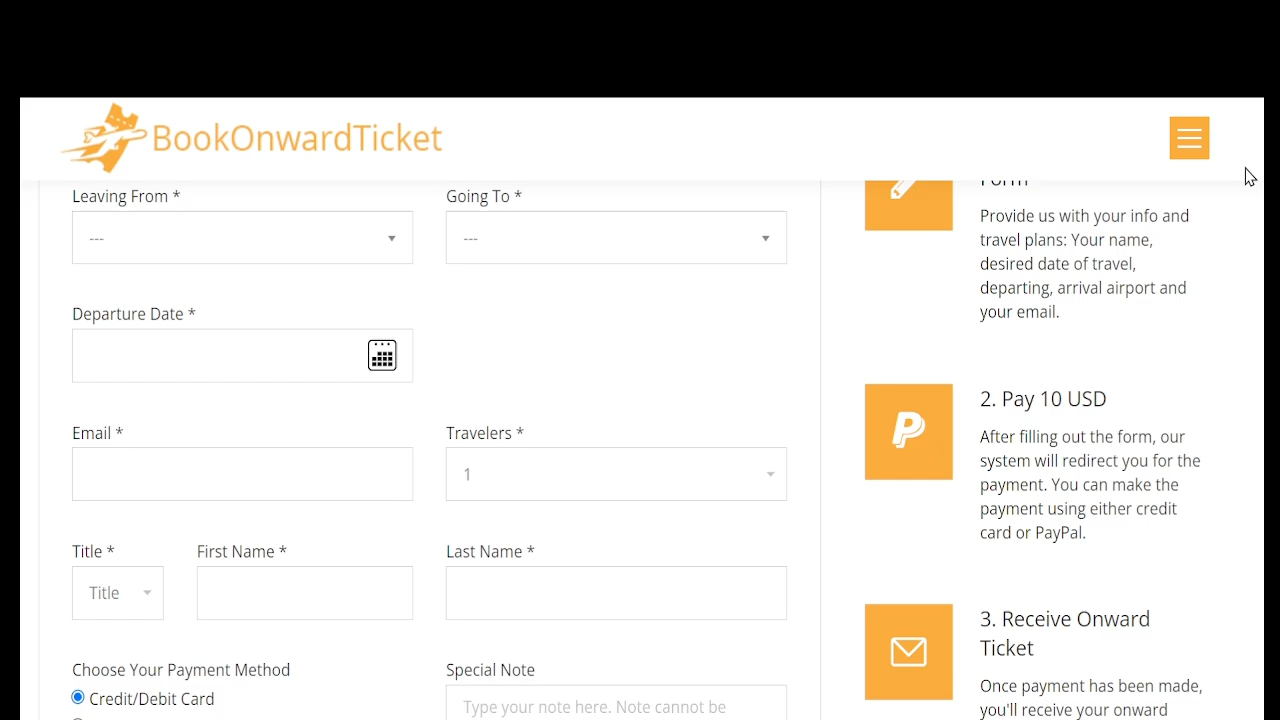 BookOnwardTicket
Leaving From *
Going To *
---
---
Departure Date *
Email *
Travelers *
1
Title *
First Name *
Last Name *
Title
Choose Your Payment Method
Credit/Debit Card
Special Note
Type your note here. Note cannot be
Form
Provide us with your info and
travel plans: Your name,
desired date of travel,
departing, arrival airport and
your email.
2. Pay 10 USD
After filling out the form, our
system will redirect you for the
payment. You can make the
payment using either credit
card or PayPal.
3. Receive Onward
Ticket
Once payment has been made,
you'll receive your onward